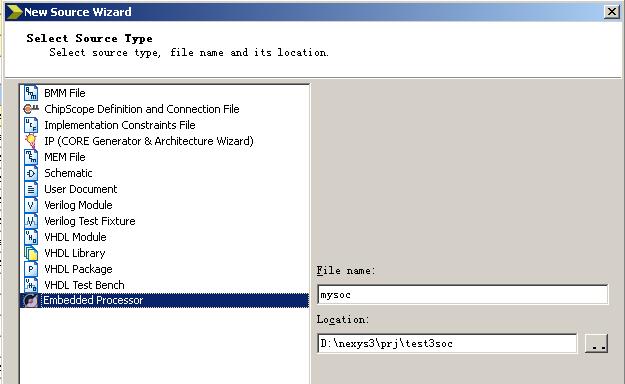 New Source Wizard
Select Source Type
Select source type, file name and its location.
BMM File
ChipScope Definition and Connection File
Implementation Constraints File
IP (CORE Generator & Architecture Wizard)
MEM File
Schematic
User Document
Verilog Module
Verilog Test Fixture
VHDL Module
VHDL Library
VHDL Package
VHDL Test Bench
Embedded Processor
File name:
mysoc
Location:
D:\nexys3\prj\test3soc
..